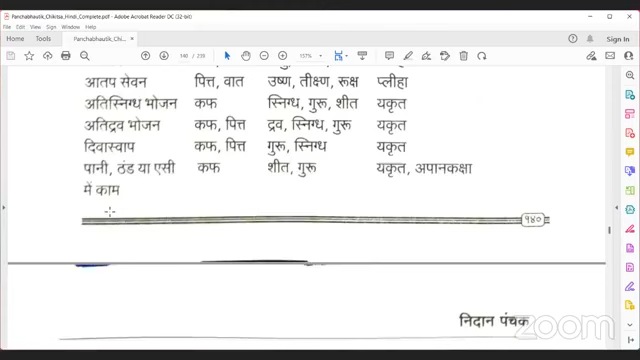 Panchabhautik_Chikitsa_Hindi_Complete.pdf - Adobe Acrobat Reader DC (32-bit)
File Edit View Sign Window Help
Home Tools Panchabhautik_Chi... × Sign In
140 / 239 157%
आतप सेवन पित्त, वात उष्ण, तीक्ष्ण, रूक्ष प्लीहा
अतिस्निग्ध भोजन कफ स्निग्ध, गुरू, शीत यकृत
अतिद्रव भोजन कफ, पित्त द्रव, स्निग्ध, गुरू यकृत
दिवास्वाप कफ, पित्त गुरू, स्निग्ध यकृत
पानी, ठंड या एसी कफ शीत, गुरू यकृत, अपानकक्षा
में काम
१४०
निदान पंचक
zoom